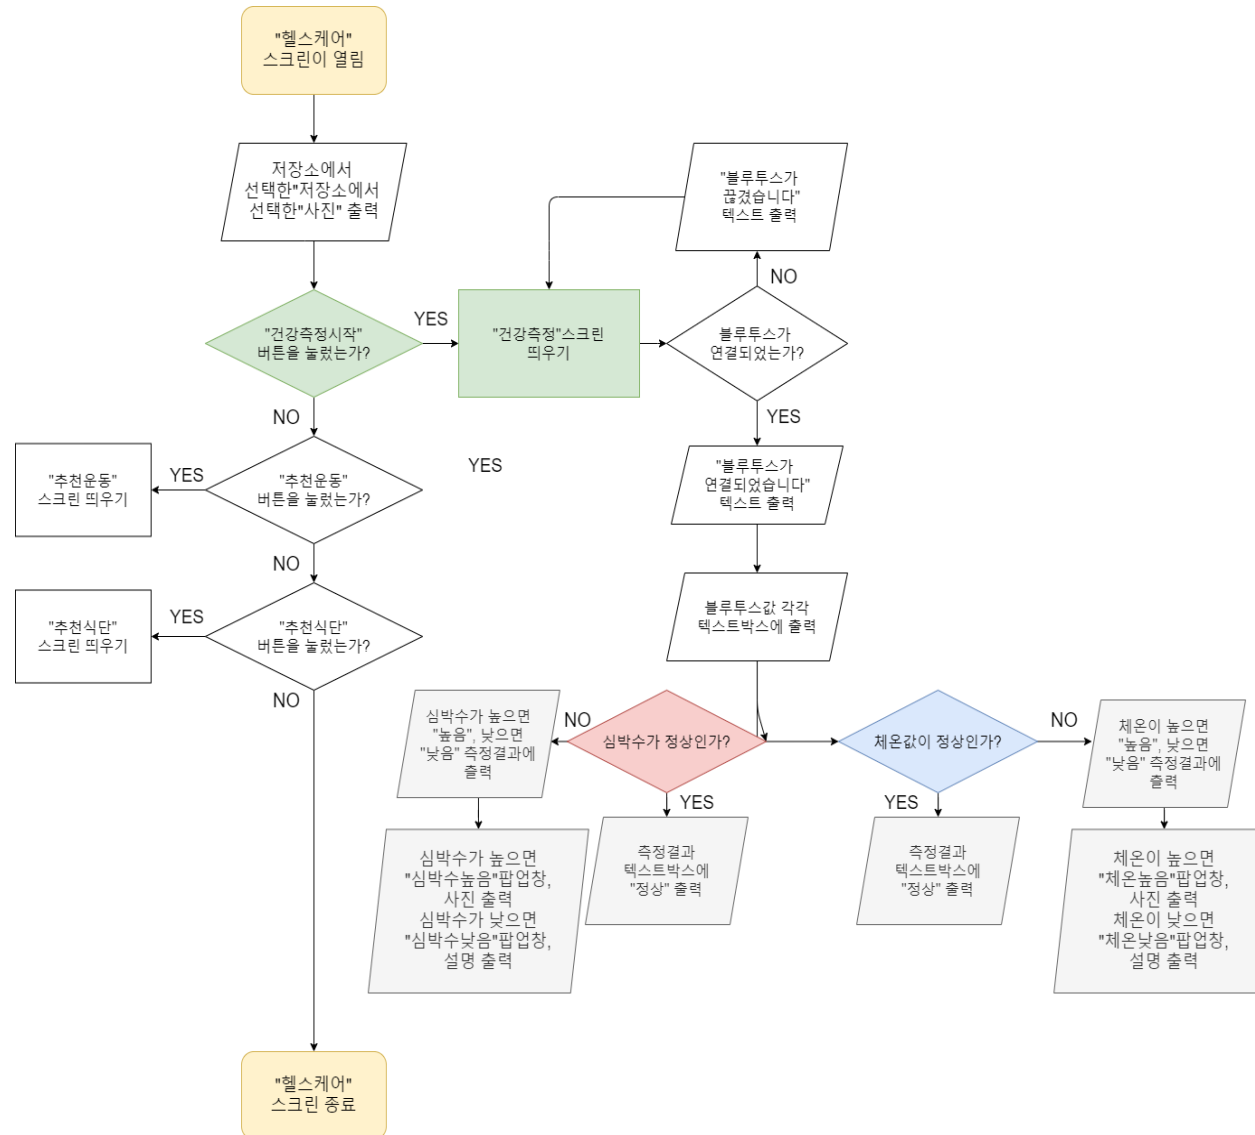 "헬스케어"
스크린이 열림
저장소에서
선택한"저장소에서
선택한"사진" 출력
"건강측정시작"
버튼을 눌렀는가?
YES
NO
"건강측정"스크린
띄우기
"블루투스가
끊겼습니다"
텍스트 출력
NO
블루투스가
연결되었는가?
YES
"블루투스가
연결되었습니다"
텍스트 출력
블루투스값 각각
텍스트박스에 출력
YES
"추천운동"
버튼을 눌렀는가?
YES
"추천운동"
스크린 띄우기
NO
"추천식단"
버튼을 눌렀는가?
YES
"추천식단"
스크린 띄우기
NO
심박수가 정상인가?
NO
심박수가 높으면
"높음", 낮으면
"낮음" 측정결과에
출력
심박수가 높으면
"심박수높음"팝업창,
사진 출력
심박수가 낮으면
"심박수낮음"팝업창,
설명 출력
YES
측정결과
텍스트박스에
"정상" 출력
체온값이 정상인가?
YES
측정결과
텍스트박스에
"정상" 출력
NO
체온이 높으면
"높음", 낮으면
"낮음" 측정결과에
출력
체온이 높으면
"체온높음"팝업창,
사진 출력
체온이 낮으면
"체온낮음"팝업창,
설명 출력
"헬스케어"
스크린 종료